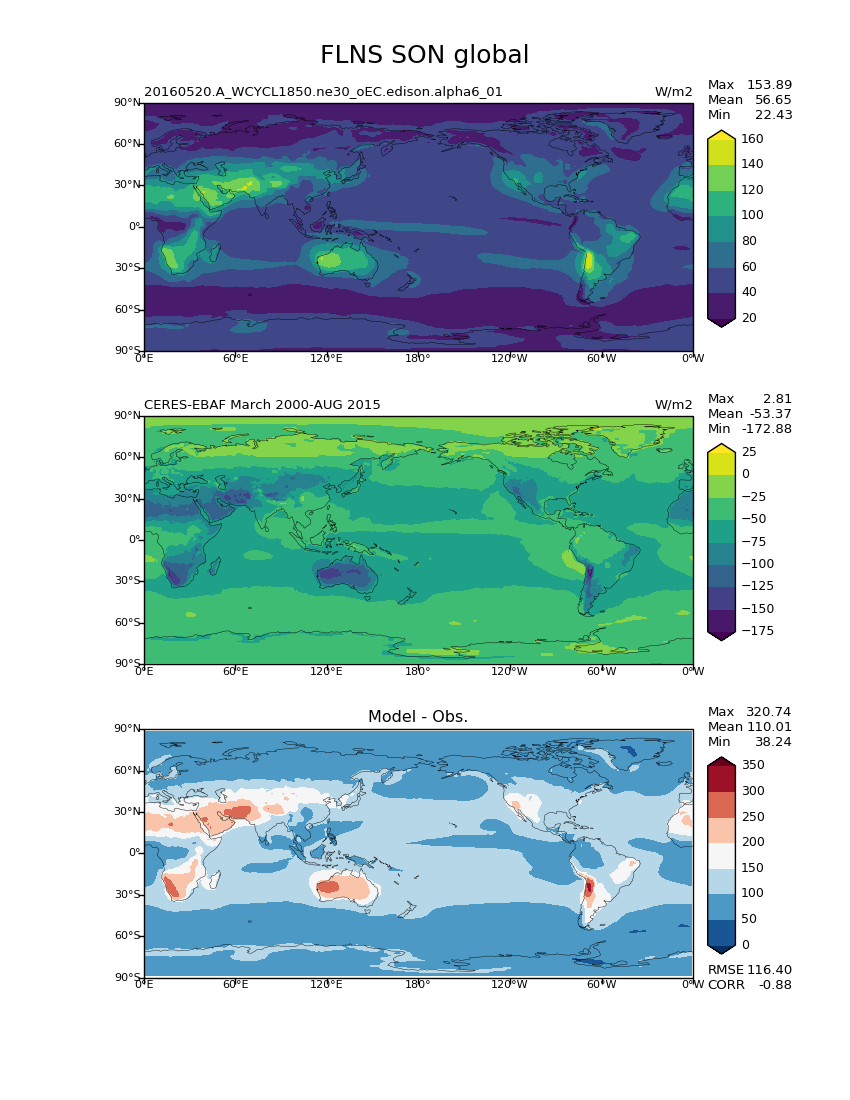 FLNS SON global
20160520.A_WCYCL1850.ne30_oEC.edison.alpha6_01 W/m2
Max 153.89
Mean 56.65
Min 22.43
90°N
60°N
30°N
0°
30°S
60°S
90°S
0°E 60°E 120°E 180° 120°W 60°W 0°W
160
140
120
100
80
60
40
20
CERES-EBAF March 2000-AUG 2015 W/m2
Max 2.81
Mean -53.37
Min -172.88
90°N
60°N
30°N
0°
30°S
60°S
90°S
0°E 60°E 120°E 180° 120°W 60°W 0°W
25
0
−25
−50
−75
−100
−125
−150
−175
Model - Obs.
Max 320.74
Mean 110.01
Min 38.24
90°N
60°N
30°N
0°
30°S
60°S
90°S
0°E 60°E 120°E 180° 120°W 60°W 0°W
350
300
250
200
150
100
50
0
RMSE 116.40
CORR -0.88